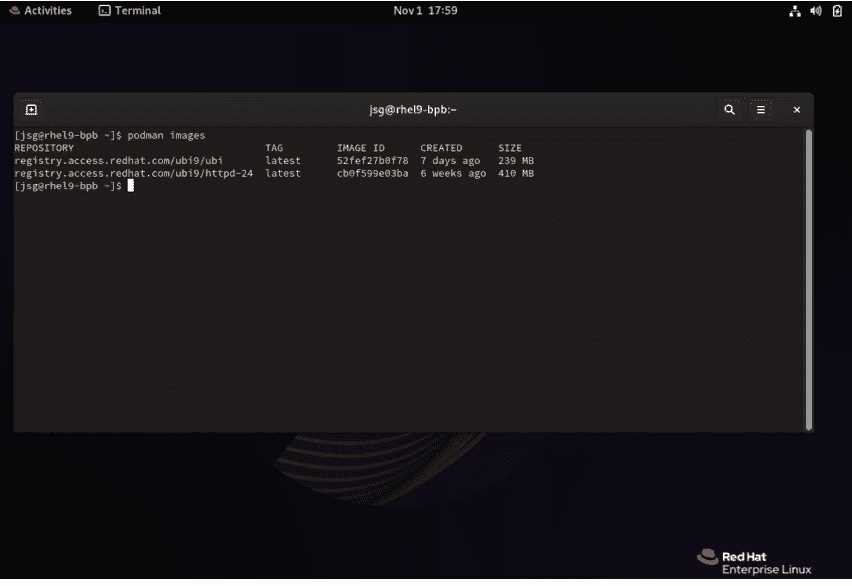 Activities Terminal Nov 1 17:59
jsg@rhel9-bpb:~
[jsg@rhel9-bpb ~]$ podman images
REPOSITORY TAG IMAGE ID CREATED SIZE
registry.access.redhat.com/ubi9/ubi latest 52fef27b0f78 7 days ago 239 MB
registry.access.redhat.com/ubi9/httpd-24 latest cb0f599e03ba 6 weeks ago 410 MB
[jsg@rhel9-bpb ~]$
Red Hat
Enterprise Linux